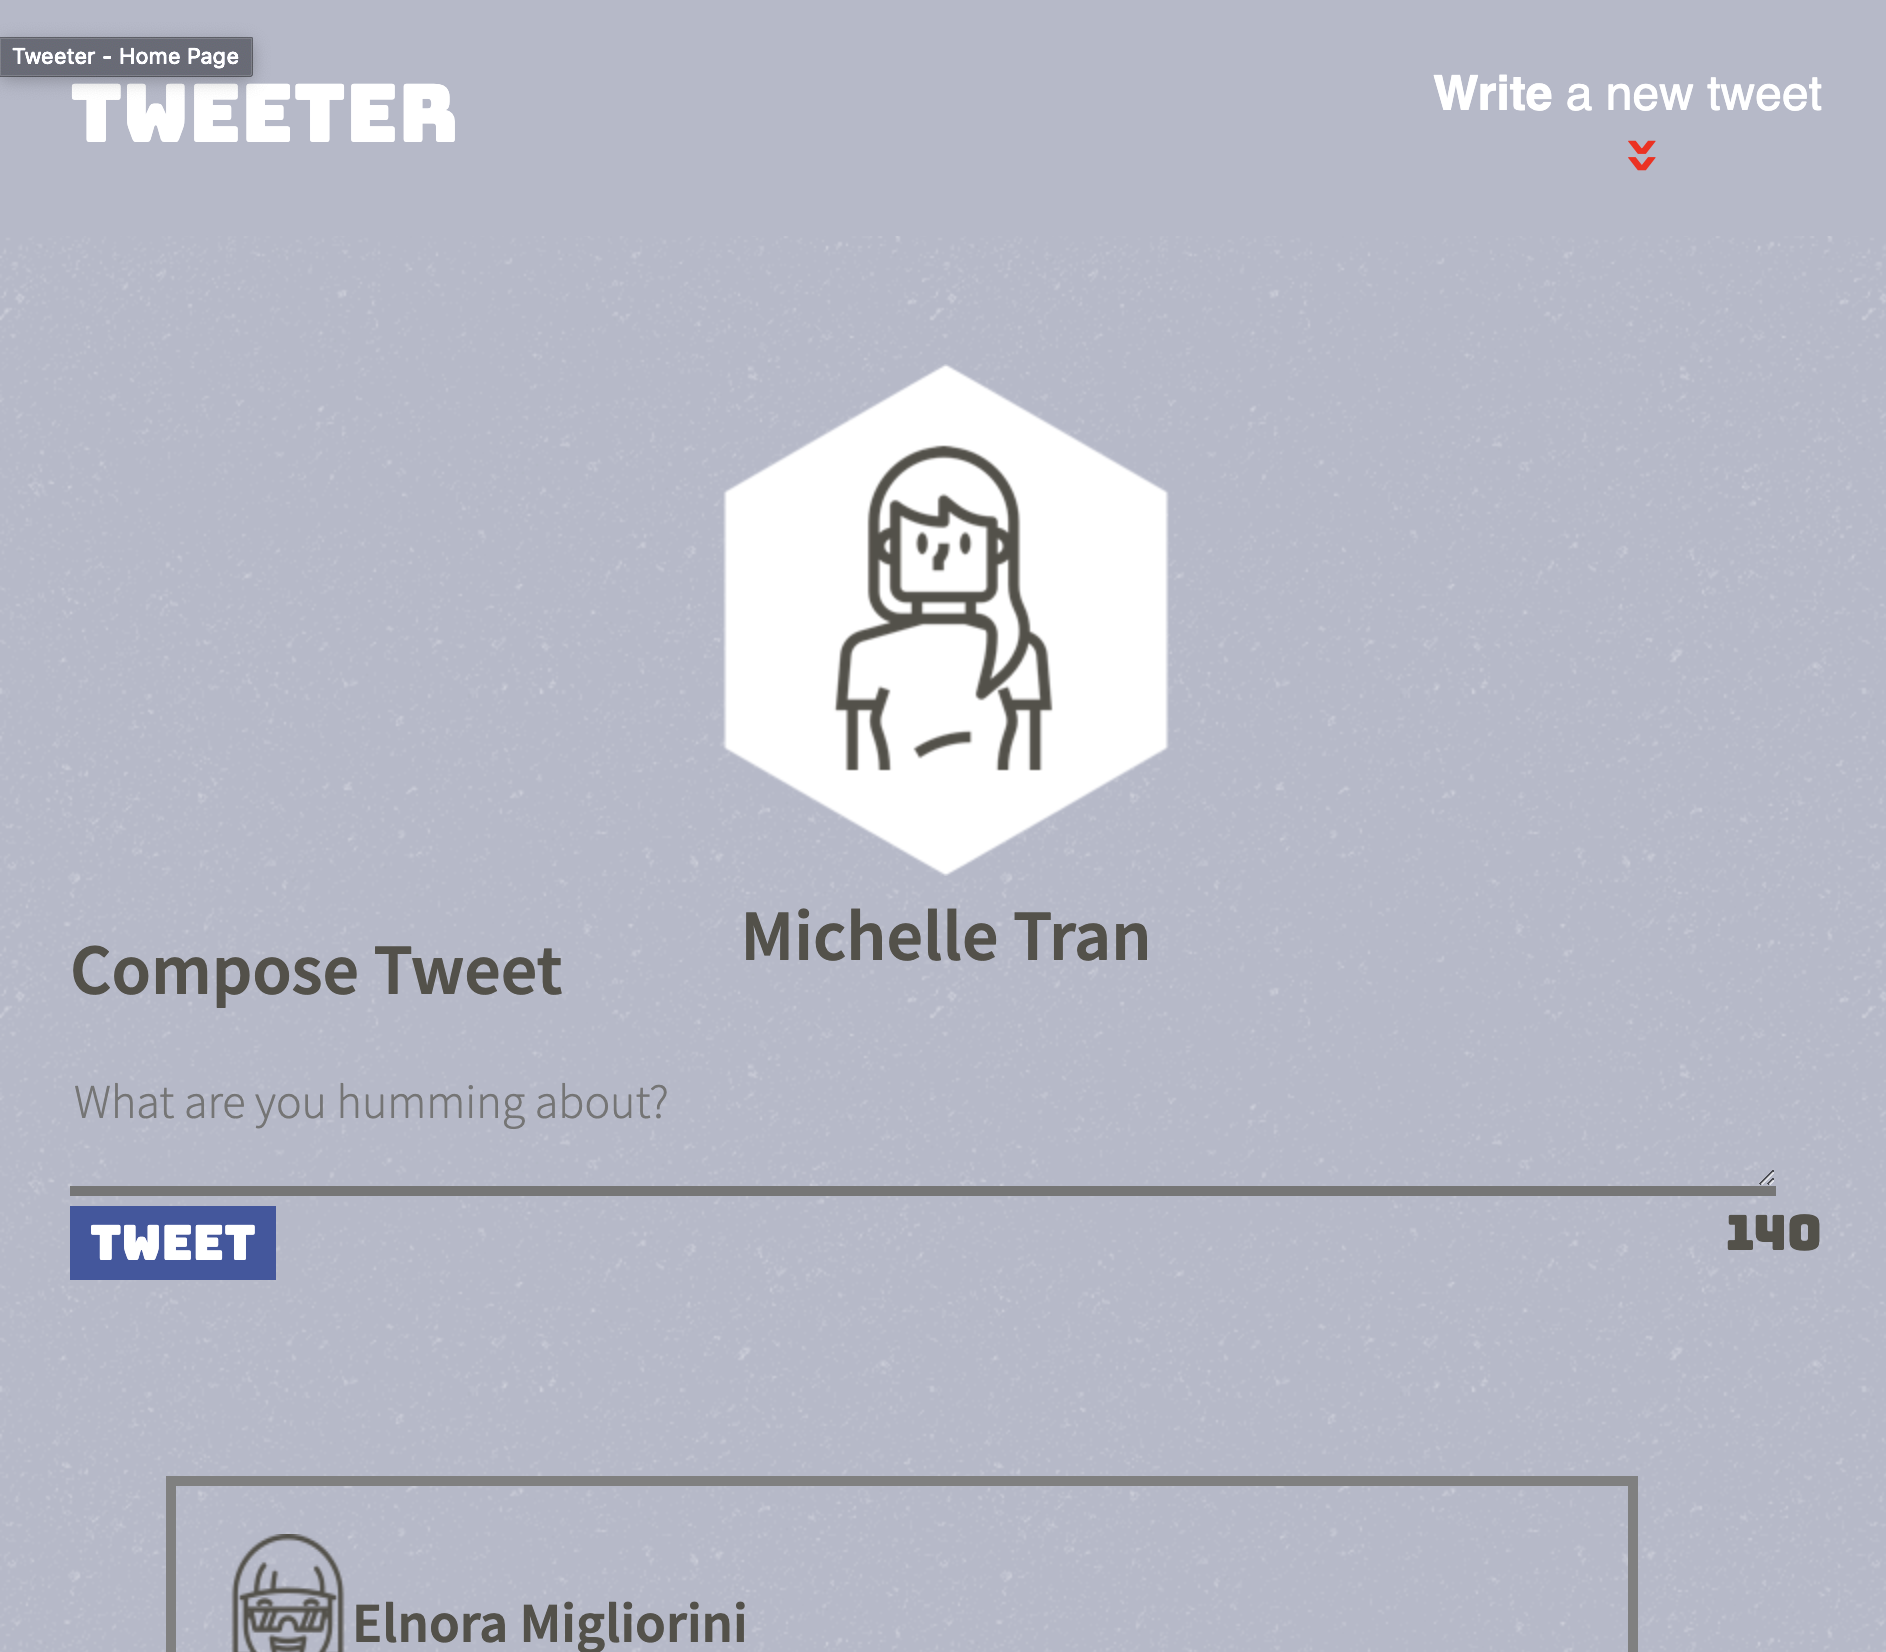 Tweeter - Home Page
TWEETER
Write a new tweet
Michelle Tran
Compose Tweet
What are you humming about?
TWEET
140
Elnora Migliorini